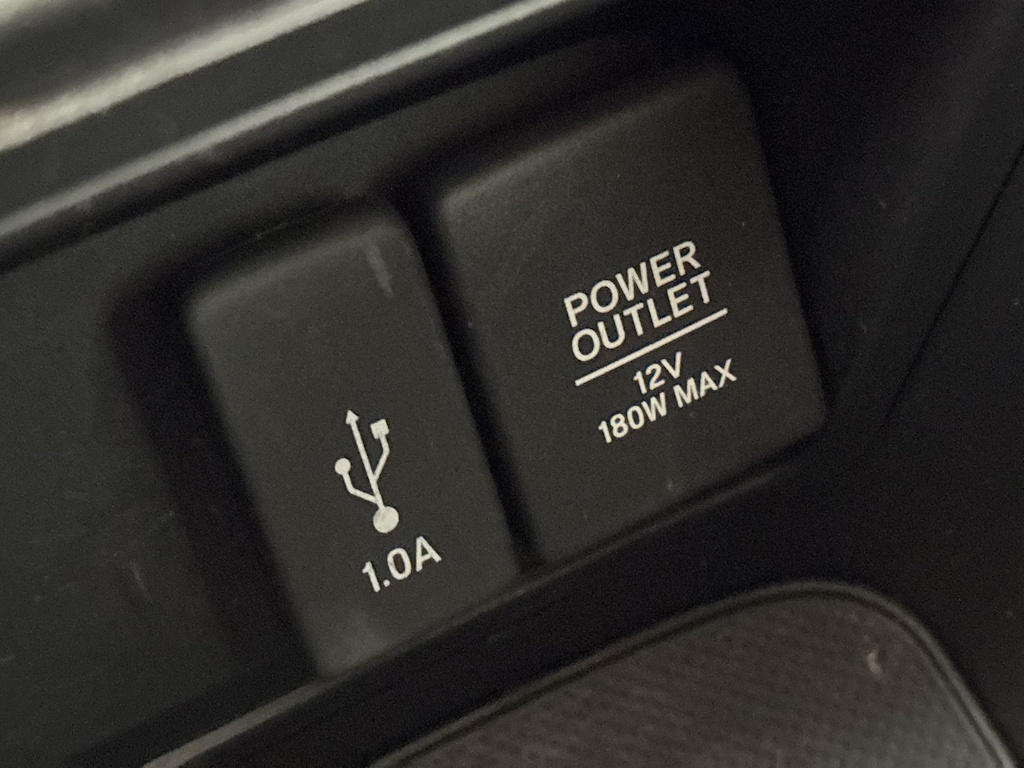 POWER
OUTLET
12V
180W MAX
1.0A